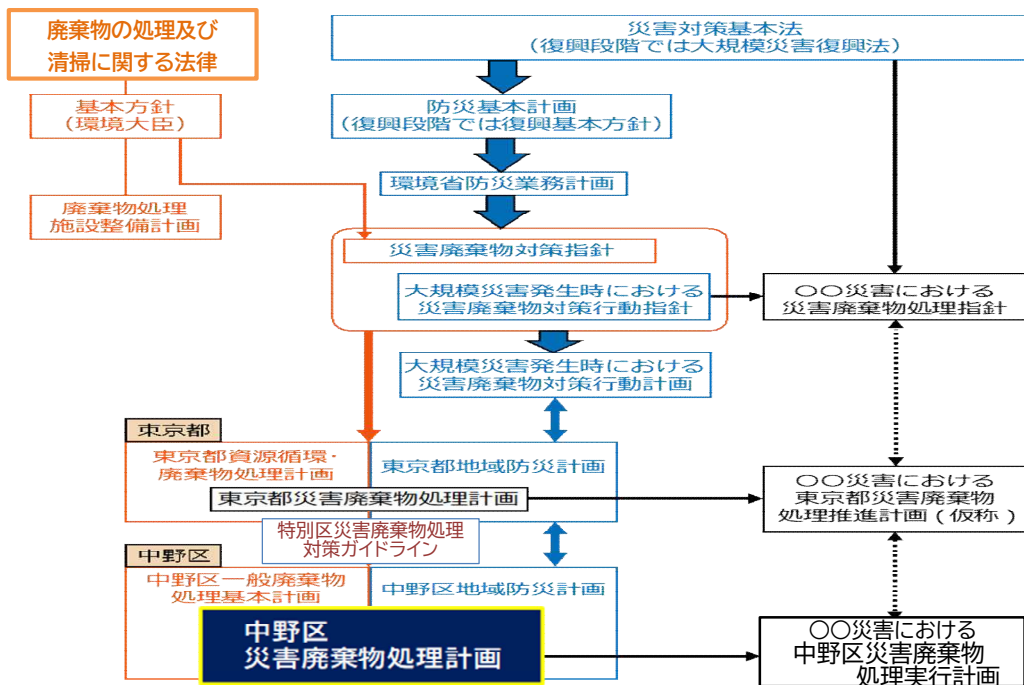 廃棄物の処理及び
清掃に関する法律
災害対策基本法
(復興段階では大規模災害復興法)
基本方針
(環境大臣)
防災基本計画
(復興段階では復興基本方針)
環境省防災業務計画
廃棄物処理
施設整備計画
災害廃棄物対策指針
大規模災害発生時における
災害廃棄物対策行動指針
〇〇災害における
災害廃棄物処理指針
大規模災害発生時における
災害廃棄物対策行動計画
東京都
東京都資源循環・
廃棄物処理計画
東京都地域防災計画
東京都災害廃棄物処理計画
〇〇災害における
東京都災害廃棄物
処理推進計画(仮称)
特別区災害廃棄物処理
対策ガイドライン
中野区
中野区一般廃棄物
処理基本計画
中野区地域防災計画
中野区
災害廃棄物処理計画
〇〇災害における
中野区災害廃棄物
処理実行計画